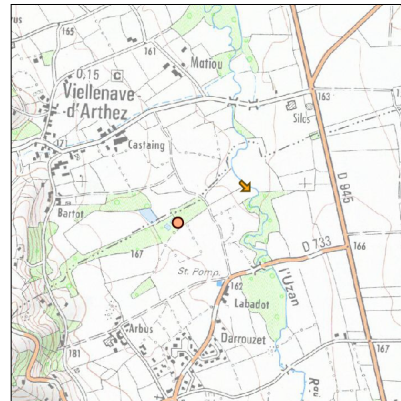 165
161
Matiou
0,15 C
Viellenave
-d'Arthez
163
Silos
171
Castaing
D 945
Bartot
D 733
166
167
St. Pomp.
l'Uzan
162
Labadot
Arbus
Darrouzet
181
167